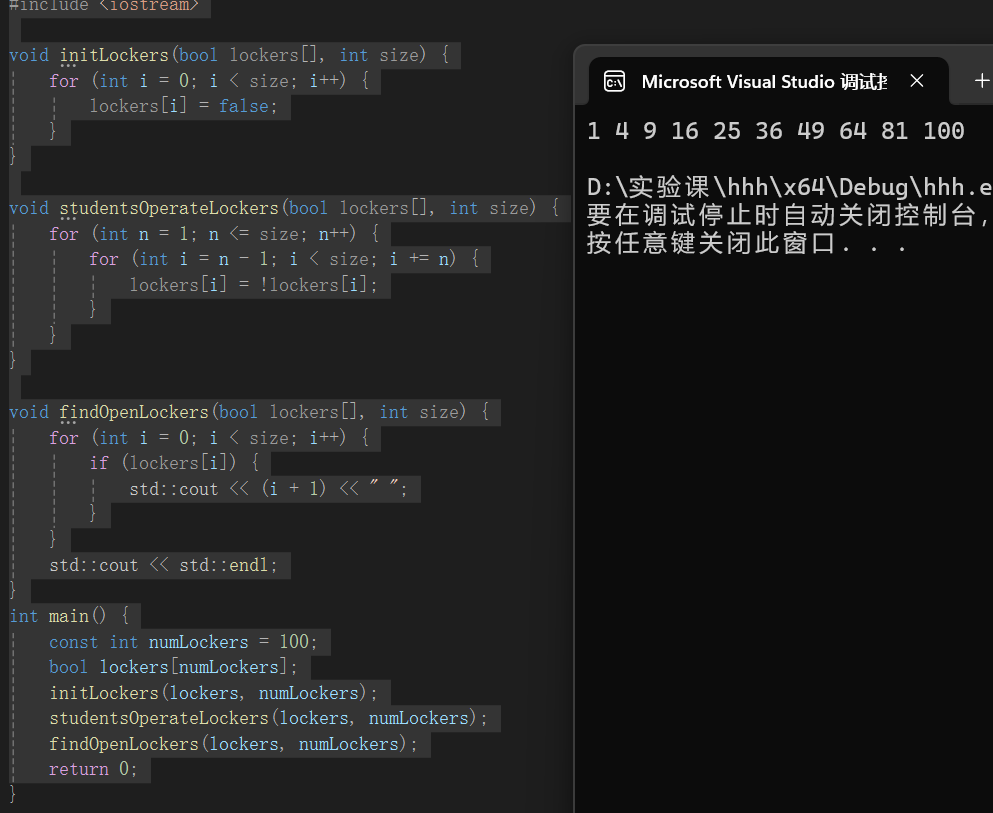 #include <iostream>
void initLockers(bool lockers[], int size) {
for (int i = 0; i < size; i++) {
lockers[i] = false;
}
}
void studentsOperateLockers(bool lockers[], int size) {
for (int n = 1; n <= size; n++) {
for (int i = n - 1; i < size; i += n) {
lockers[i] = !lockers[i];
}
}
}
void findOpenLockers(bool lockers[], int size) {
for (int i = 0; i < size; i++) {
if (lockers[i]) {
std::cout << (i + 1) << " ";
}
}
std::cout << std::endl;
}
int main() {
const int numLockers = 100;
bool lockers[numLockers];
initLockers(lockers, numLockers);
studentsOperateLockers(lockers, numLockers);
findOpenLockers(lockers, numLockers);
return 0;
}
Microsoft Visual Studio 调试
1 4 9 16 25 36 49 64 81 100
D:\实验课\hhh\x64\Debug\hhh.e
要在调试停止时自动关闭控制台,
按任意键关闭此窗口. . .